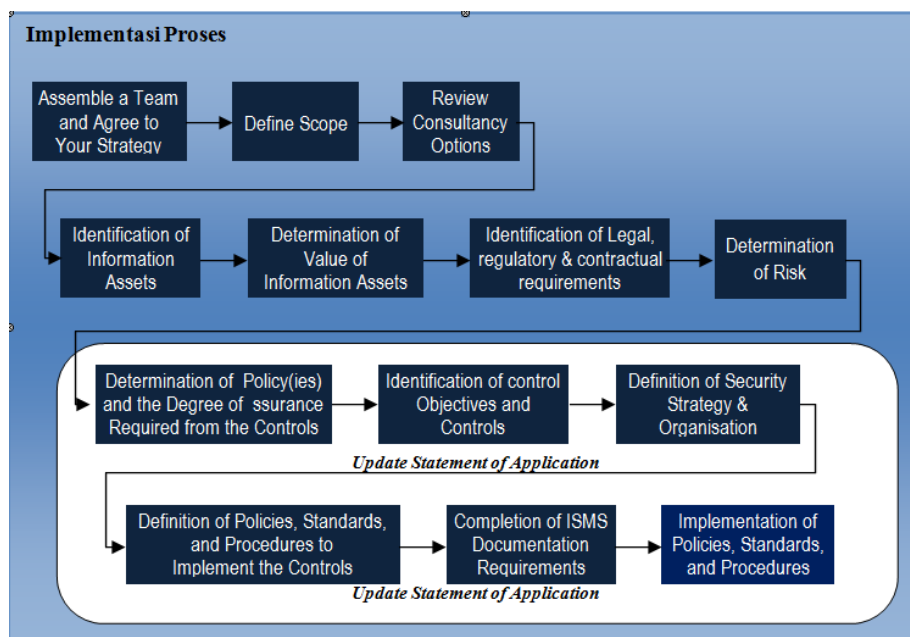 Implementasi Proses
Assemble a Team
and Agree to
Your Strategy
Define Scope
Review
Consultancy
Options
Identification of
Information
Assets
Determination of
Value of
Information Assets
Identification of Legal,
regulatory & contractual
requirements
Determination
of Risk
Determination of Policy(ies)
and the Degree of ssurance
Required from the Controls
Identification of control
Objectives and
Controls
Definition of Security
Strategy &
Organisation
Update Statement of Application
Definition of Policies, Standards,
and Procedures to
Implement the Controls
Completion of ISMS
Documentation
Requirements
Implementation of
Policies, Standards,
and Procedures
Update Statement of Application